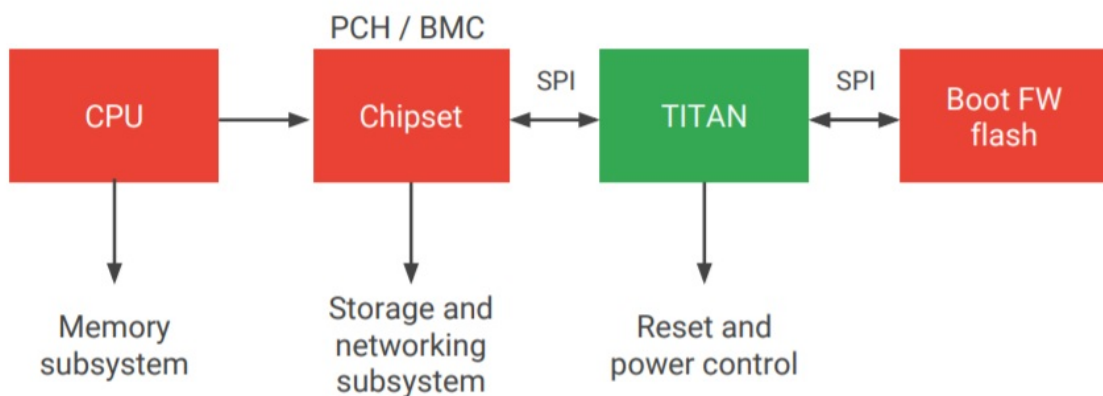 PCH / BMC
CPU
Chipset
SPI
TITAN
SPI
Boot FW
flash
Memory
subsystem
Storage and
networking
subsystem
Reset and
power control